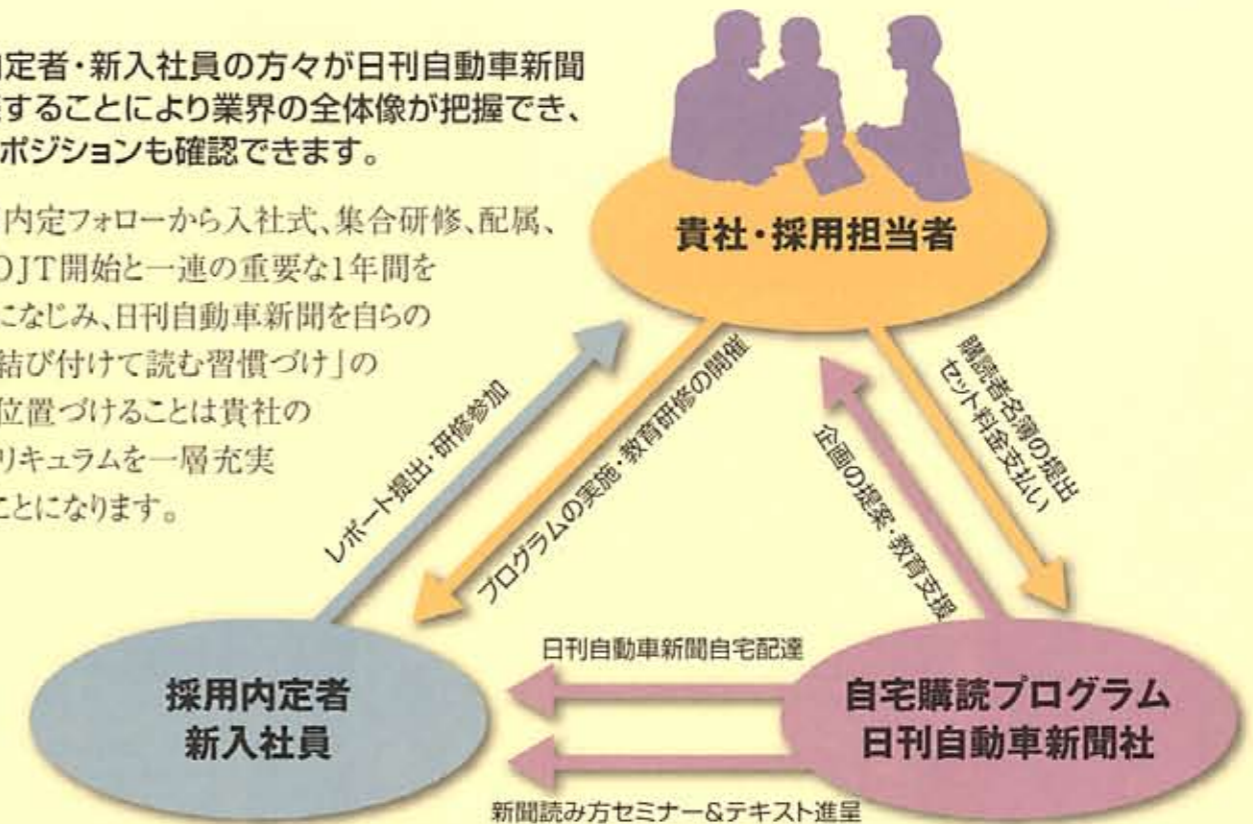 定者・新入社員の方々が日刊自動車新聞
することにより業界の全体像が把握でき、
ポジションも確認できます。
内定フォローから入社式、集合研修、配属、
OJT開始と一連の重要な1年間を
になじみ、日刊自動車新聞を自らの
結び付けて読む習慣づけ」の
位置づけることは貴社の
リキュラムを一層充実
ことになります。
貴社・採用担当者
レポート提出・研修参加
プログラムの実施・教育研修の開催
企画の提案・教育支援
購読者名簿の提出
セット料金支払い
日刊自動車新聞自宅配達
採用内定者
新入社員
自宅購読プログラム
日刊自動車新聞社
新聞読み方セミナー&テキスト進呈